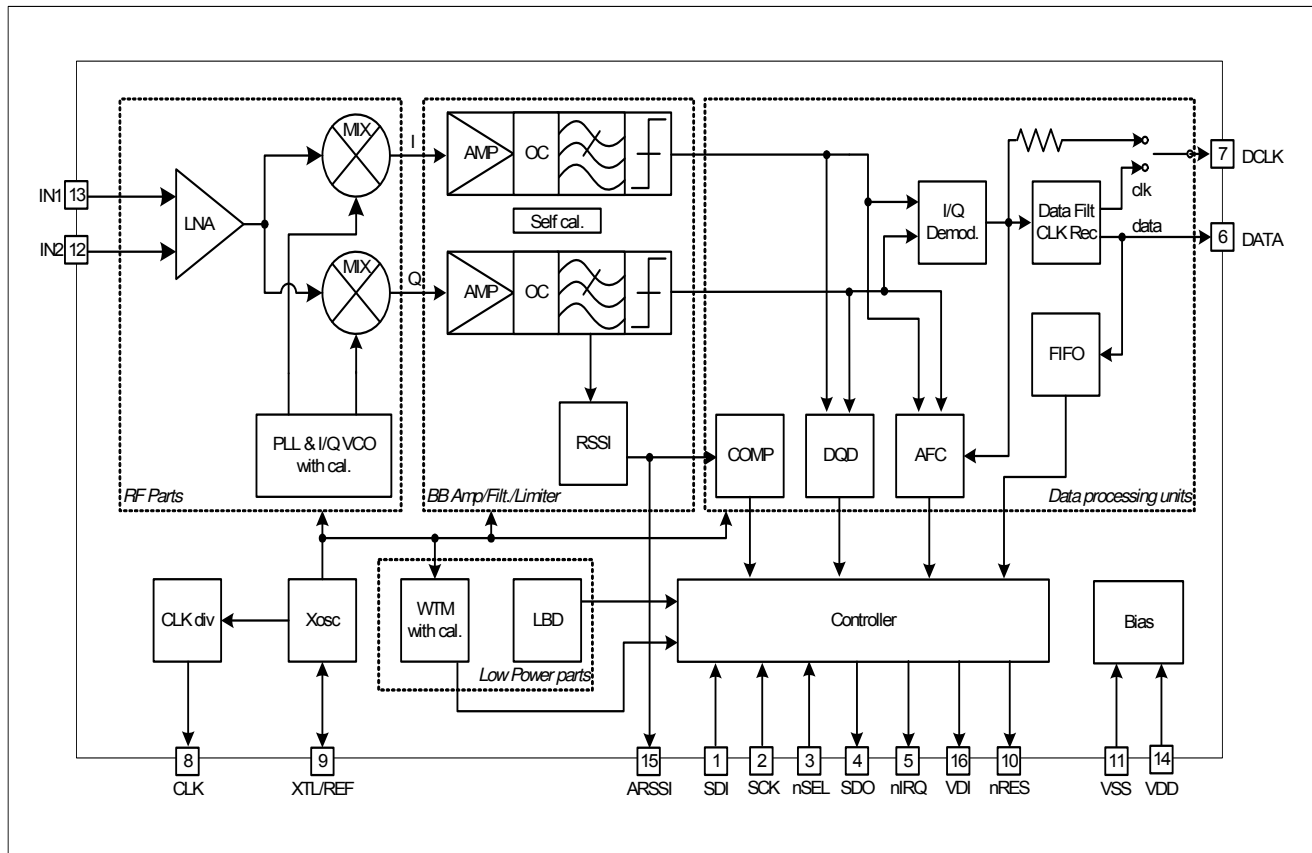 MIX
I
AMP
OC
Self cal.
IN1
13
IN2
12
LNA
MIX
Q
AMP
OC
I/Q
Demod.
Data Filt
CLK Rec
clk
data
7
DCLK
6
DATA
FIFO
PLL & I/Q VCO
with cal.
RF Parts
RSSI
BB Amp/Filt./Limiter
COMP
DQD
AFC
Data processing units
CLK div
Xosc
WTM
with cal.
LBD
Low Power parts
Controller
Bias
8
CLK
9
XTL/REF
15
ARSSI
1
SDI
2
SCK
3
nSEL
4
SDO
5
nIRQ
16
VDI
10
nRES
11
VSS
14
VDD